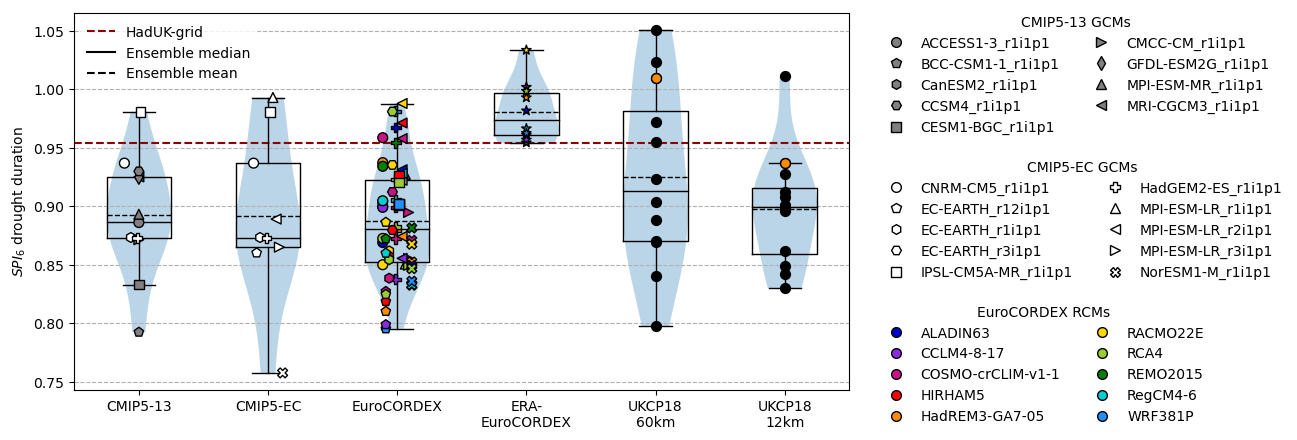 HadUK-grid
Ensemble median
Ensemble mean
SPI6 drought duration
1.05
1.00
0.95
0.90
0.85
0.80
0.75
CMIP5-13
CMIP5-EC
EuroCORDEX
ERA-
EuroCORDEX
UKCP18
60km
UKCP18
12km
CMIP5-13 GCMs
ACCESS1-3_r1i1p1
BCC-CSM1-1_r1i1p1
CanESM2_r1i1p1
CCSM4_r1i1p1
CESM1-BGC_r1i1p1
CMCC-CM_r1i1p1
GFDL-ESM2G_r1i1p1
MPI-ESM-MR_r1i1p1
MRI-CGCM3_r1i1p1
CMIP5-EC GCMs
CNRM-CM5_r1i1p1
EC-EARTH_r12i1p1
EC-EARTH_r1i1p1
EC-EARTH_r3i1p1
IPSL-CM5A-MR_r1i1p1
HadGEM2-ES_r1i1p1
MPI-ESM-LR_r1i1p1
MPI-ESM-LR_r2i1p1
MPI-ESM-LR_r3i1p1
NorESM1-M_r1i1p1
EuroCORDEX RCMs
ALADIN63
CCLM4-8-17
COSMO-crCLIM-v1-1
HIRHAM5
HadREM3-GA7-05
RACMO22E
RCA4
REMO2015
RegCM4-6
WRF381P